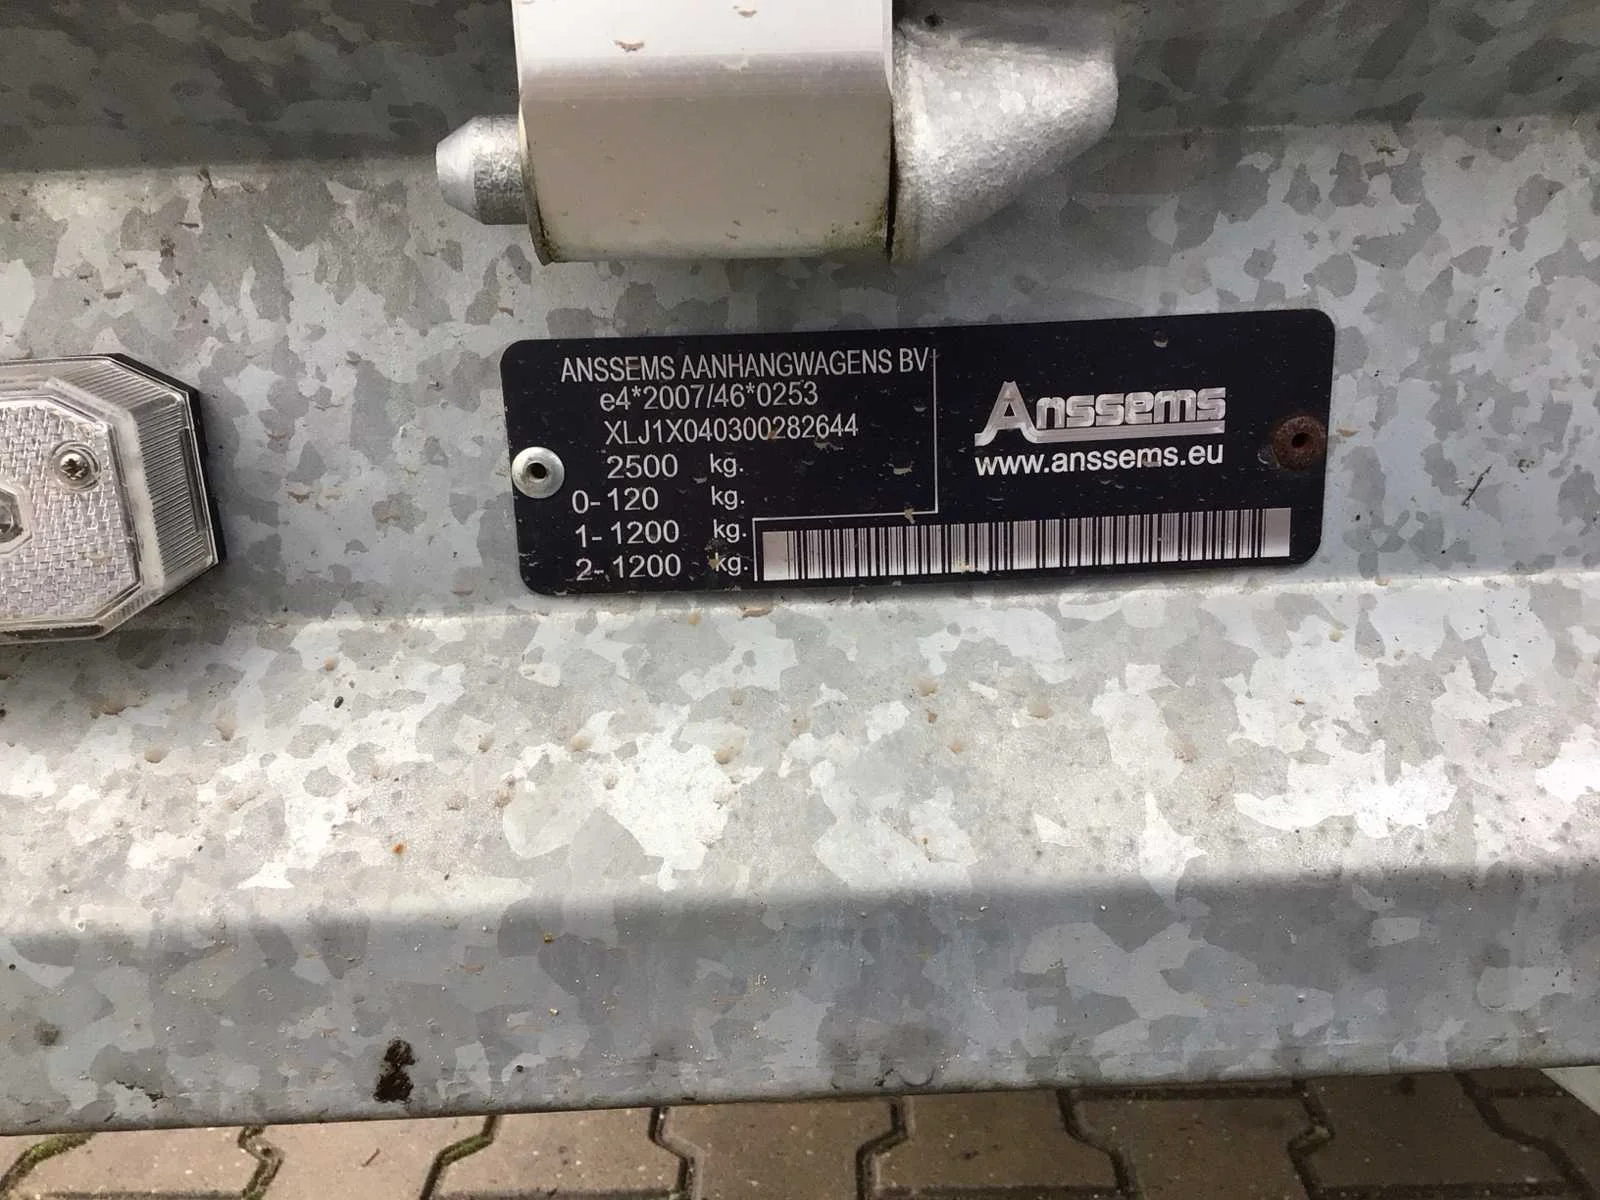 ANSSEMS AANHANGWAGENS BV
e4*2007/46*0253
XLJ1X040300282644
2500 kg.
0-120 kg.
1-1200 kg.
2-1200 kg.
Anssems
www.anssems.eu